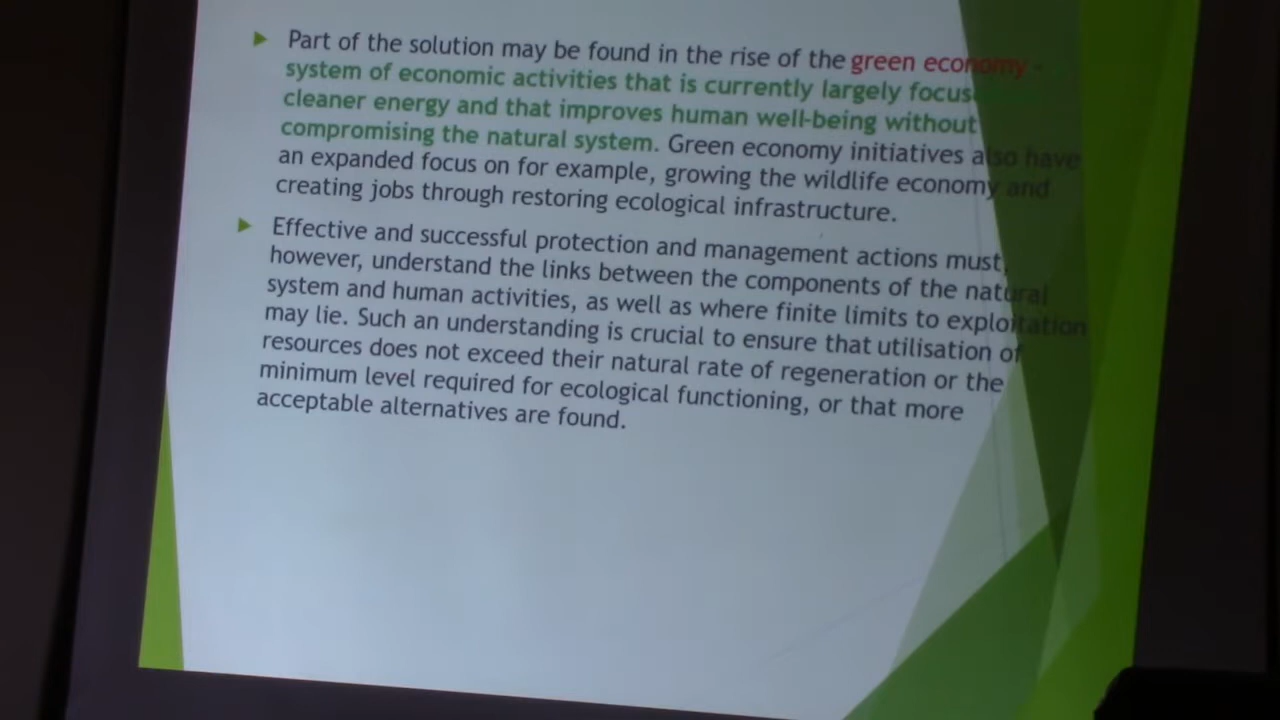 Part of the solution may be found in the rise of the green economy -
system of economic activities that is currently largely focus
cleaner energy and that improves human well-being without
compromising the natural system. Green economy initiatives also have
an expanded focus on for example, growing the wildlife economy and
creating jobs through restoring ecological infrastructure.
Effective and successful protection and management actions must,
however, understand the links between the components of the natural
system and human activities, as well as where finite limits to exploitation
may lie. Such an understanding is crucial to ensure that utilisation of
resources does not exceed their natural rate of regeneration or the
minimum level required for ecological functioning, or that more
acceptable alternatives are found.